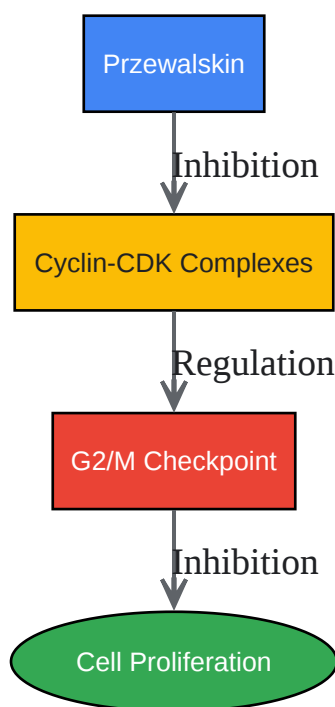 Przewalskin
Inhibition
Cyclin-CDK Complexes
Regulation
G2/M Checkpoint
Inhibition
Cell Proliferation